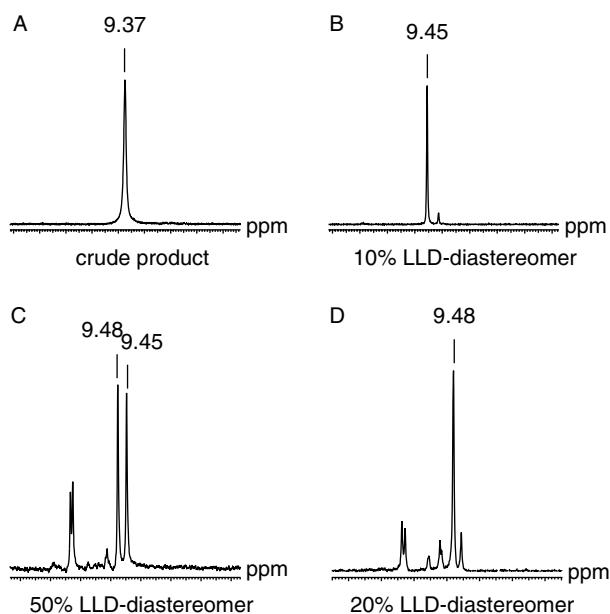 A
9.37
ppm
crude product
B
9.45
ppm
10% LLD-diastereomer
C
9.48
9.45
ppm
50% LLD-diastereomer
D
9.48
ppm
20% LLD-diastereomer